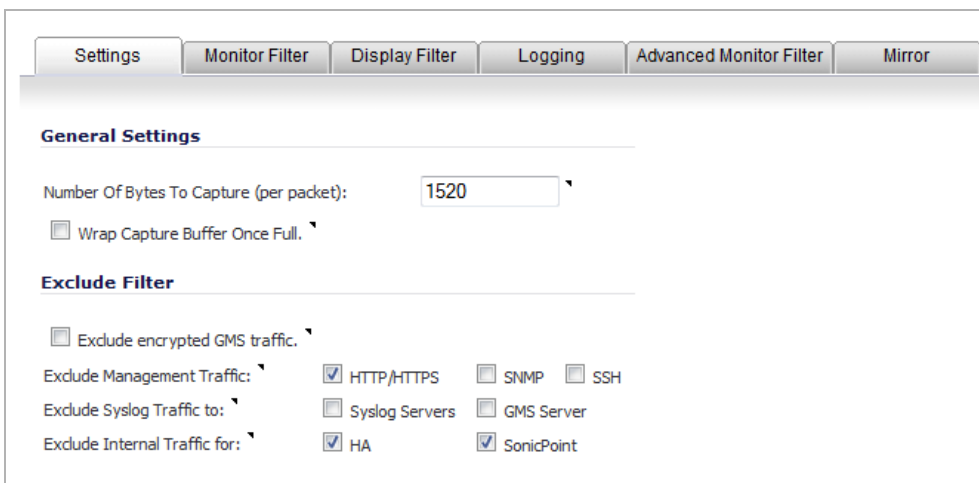 Settings Monitor Filter Display Filter Logging Advanced Monitor Filter Mirror
General Settings
Number Of Bytes To Capture (per packet): 1520
Wrap Capture Buffer Once Full.
Exclude Filter
Exclude encrypted GMS traffic.
Exclude Management Traffic: HTTP/HTTPS SNMP SSH
Exclude Syslog Traffic to: Syslog Servers GMS Server
Exclude Internal Traffic for: HA SonicPoint